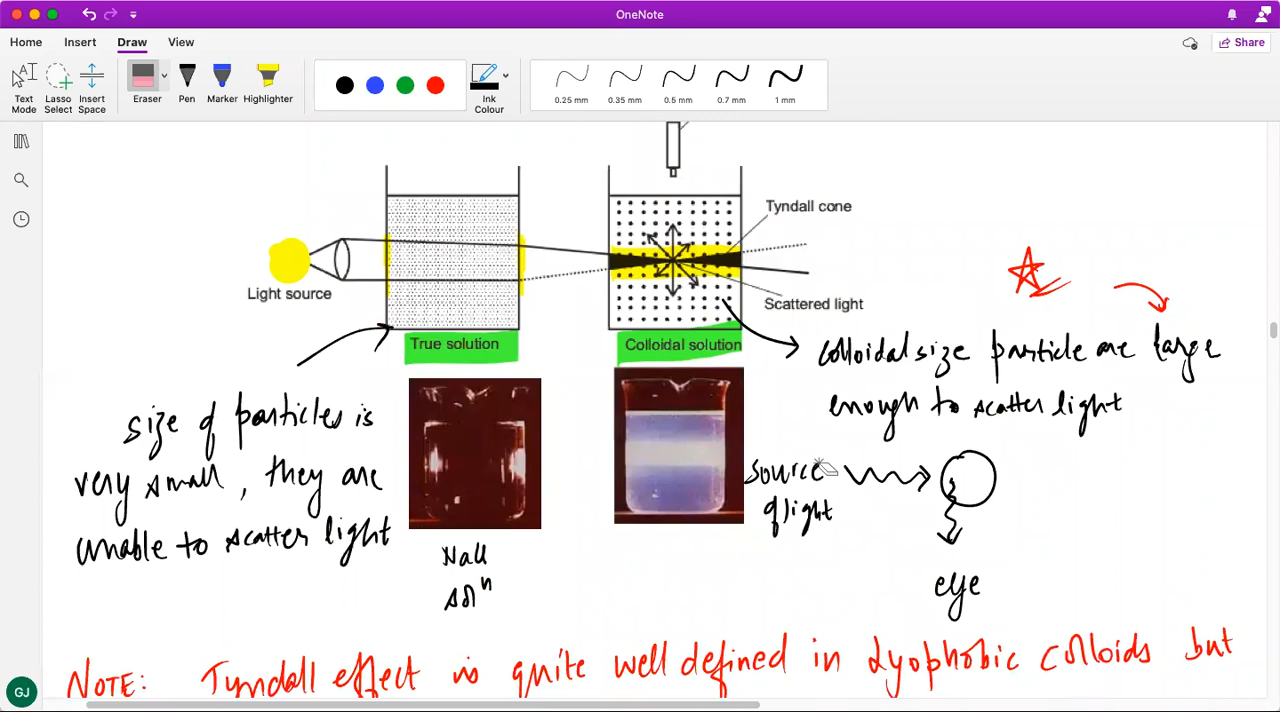 OneNote
Home Insert Draw View
Share
Text Mode
Lasso Select
Insert Space
Eraser
Pen
Marker
Highlighter
Ink Colour
0.25 mm
0.35 mm
0.5 mm
0.7 mm
1 mm
Tyndall cone
Light source
Scattered light
True solution
Colloidal solution
colloidal size particle are large
enough to scatter light
size of particles is
very small, they are
unable to scatter light
source
of light
eye
NaCl
solⁿ
NOTE: Tyndall effect is quite well defined in Lyophobic colloids but
GJ